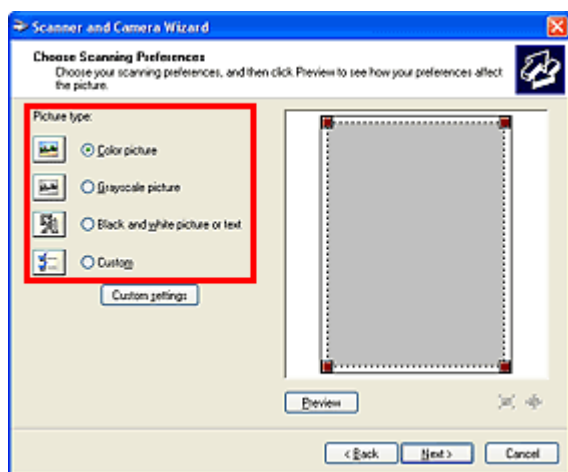 Scanner and Camera Wizard
Choose Scanning Preferences
Choose your scanning preferences, and then click Preview to see how your preferences affect
the picture.
Picture type:
Color picture
Grayscale picture
Black and white picture or text
Custom
Custom settings
Preview
< Back
Next >
Cancel